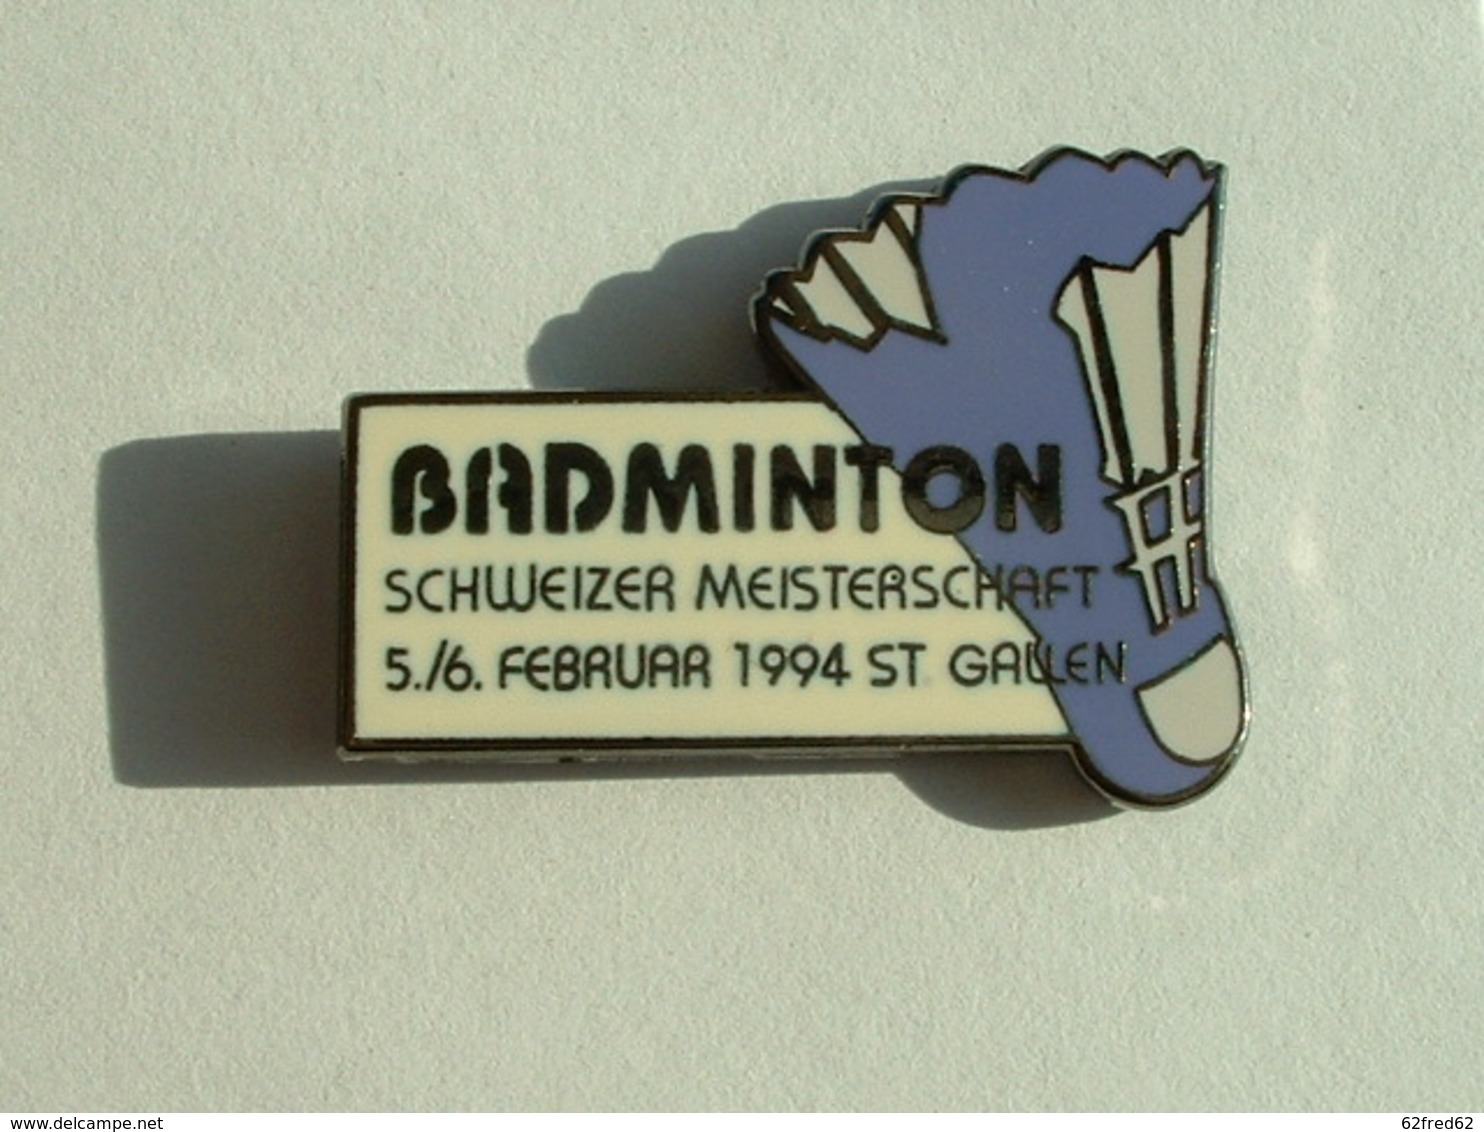 BADMINTON
SCHWEIZER MEISTERSCHAFT
5./6. FEBRUAR 1994 ST. GALLEN
www.delcampe.net
62fred62